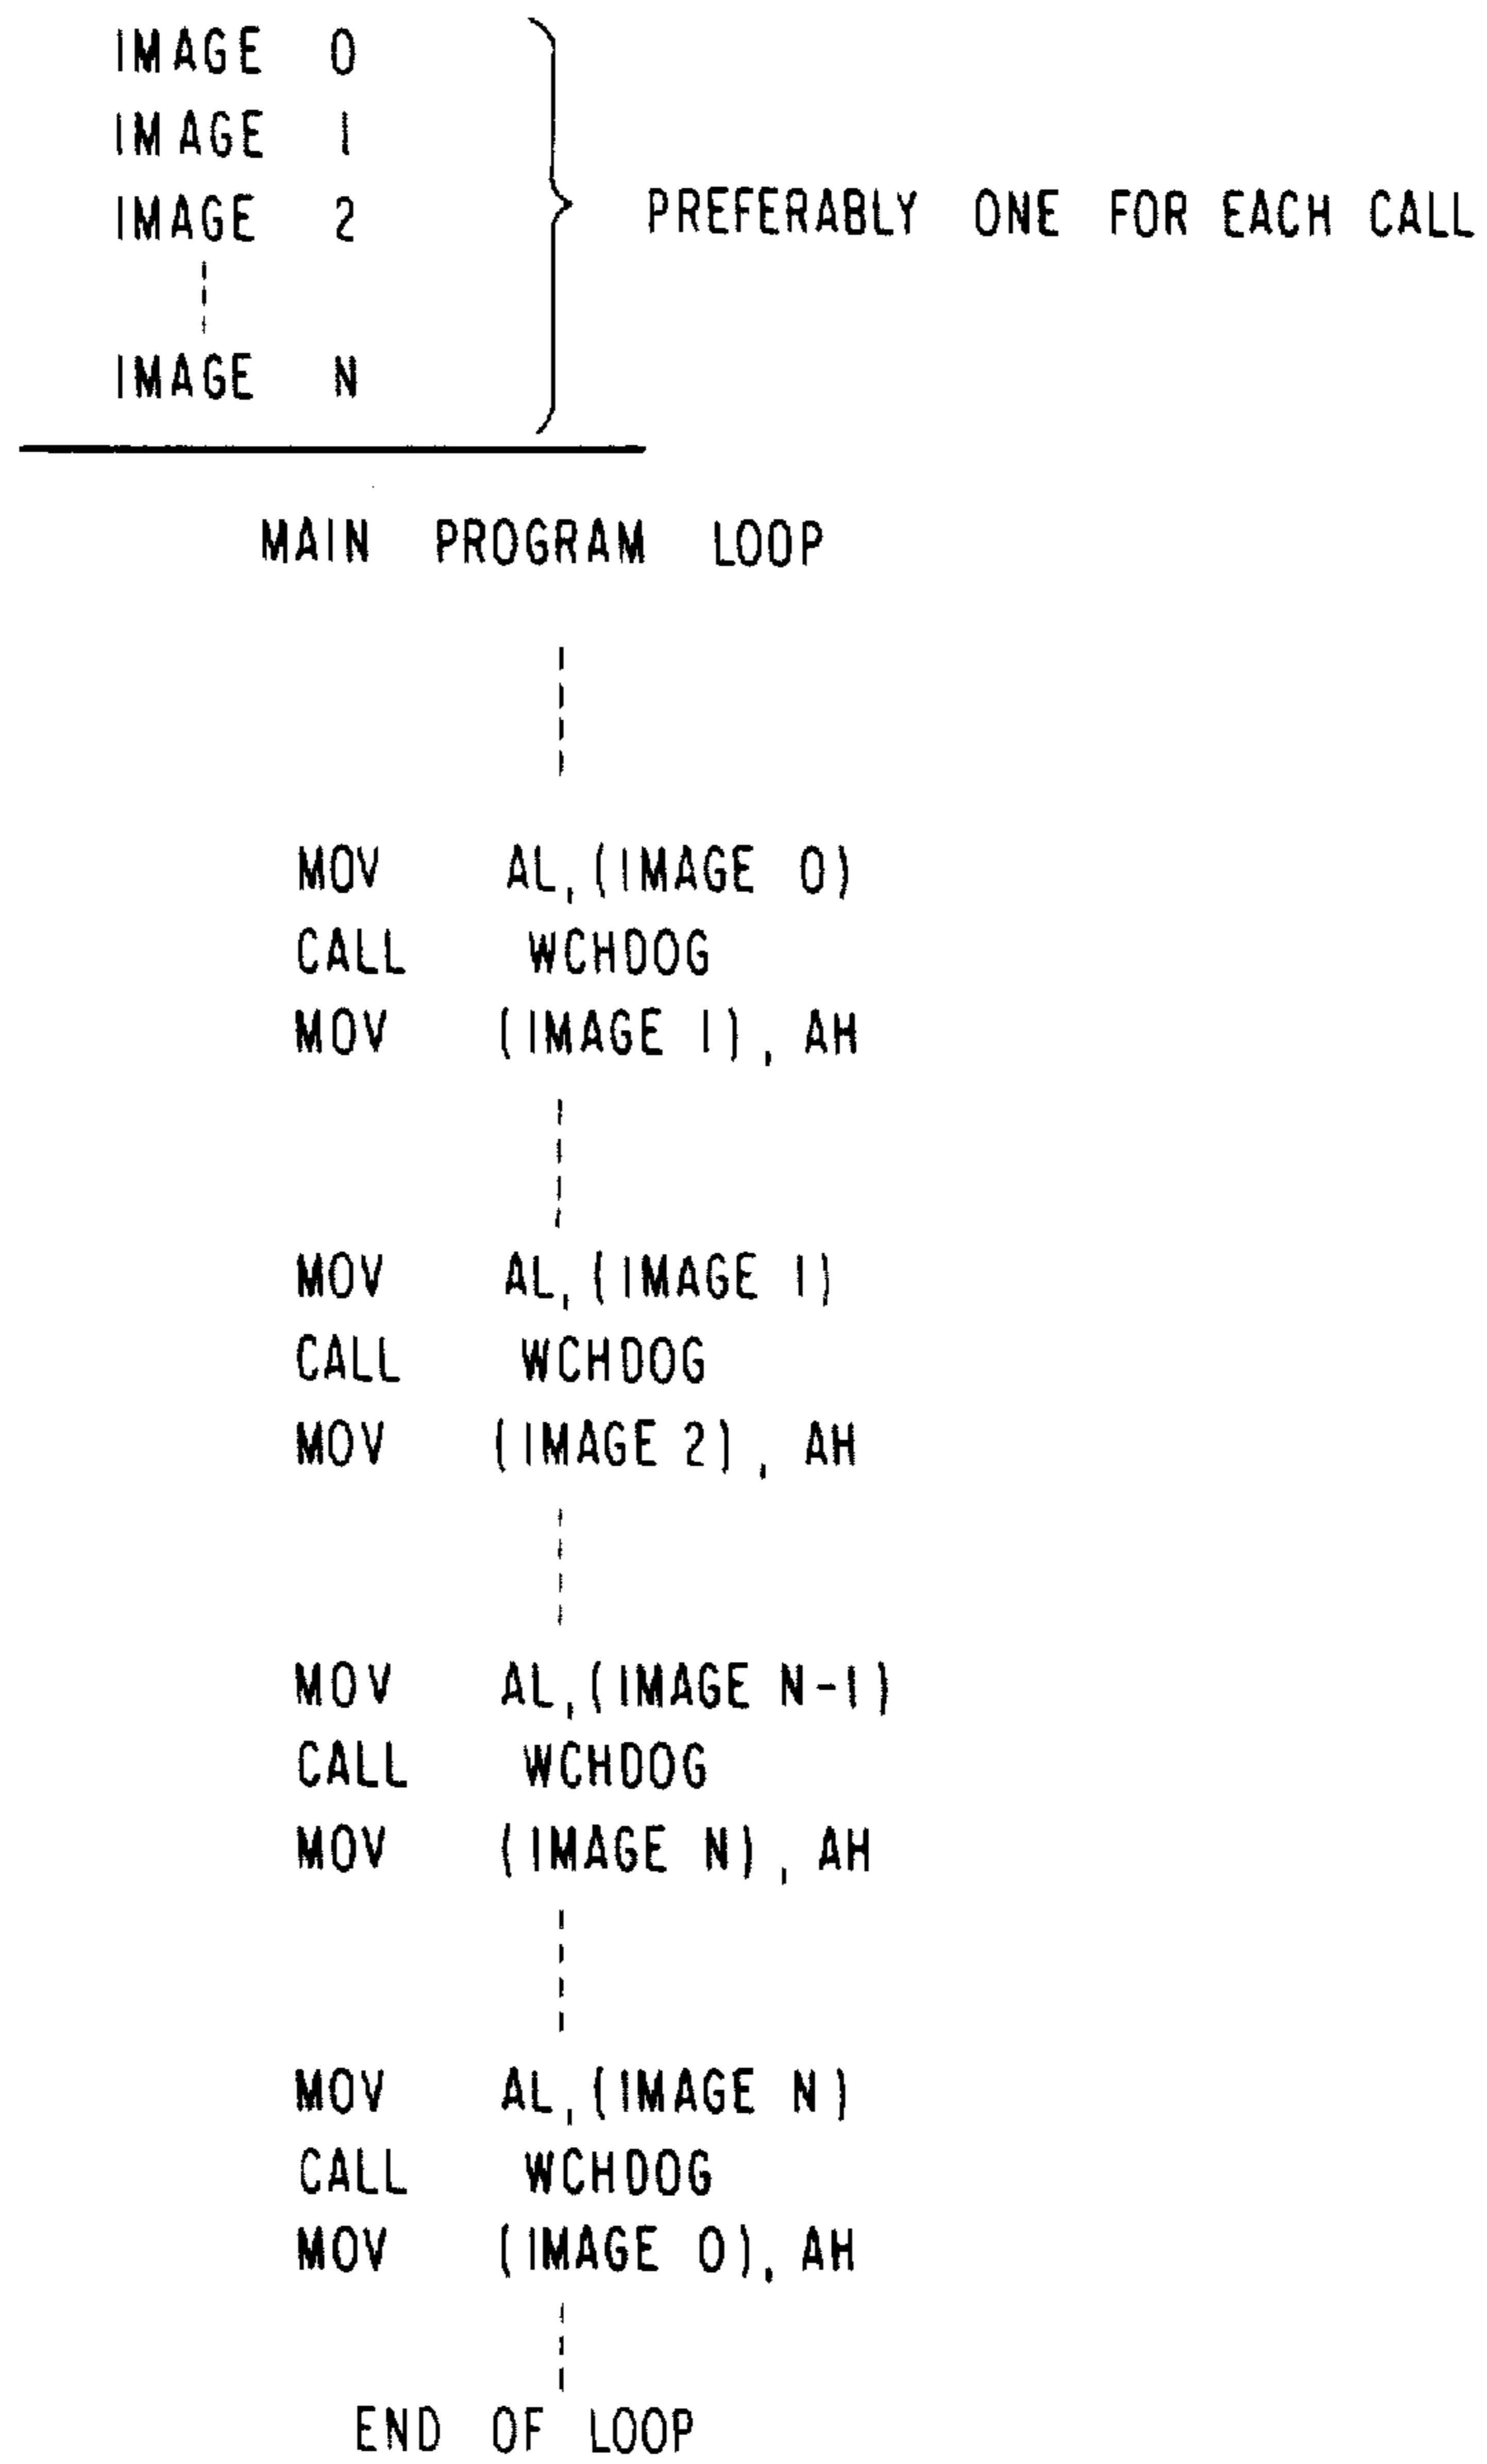 IMAGE 0
IMAGE 1
IMAGE 2
IMAGE N
PREFERABLY ONE FOR EACH CALL
MAIN PROGRAM LOOP
MOV AL,(IMAGE 0)
CALL WCHDOG
MOV (IMAGE 1), AH
MOV AL,(IMAGE 1)
CALL WCHDOG
MOV (IMAGE 2), AH
MOV AL,(IMAGE N-1)
CALL WCHDOG
MOV (IMAGE N), AH
MOV AL,(IMAGE N)
CALL WCHDOG
MOV (IMAGE 0), AH
END OF LOOP